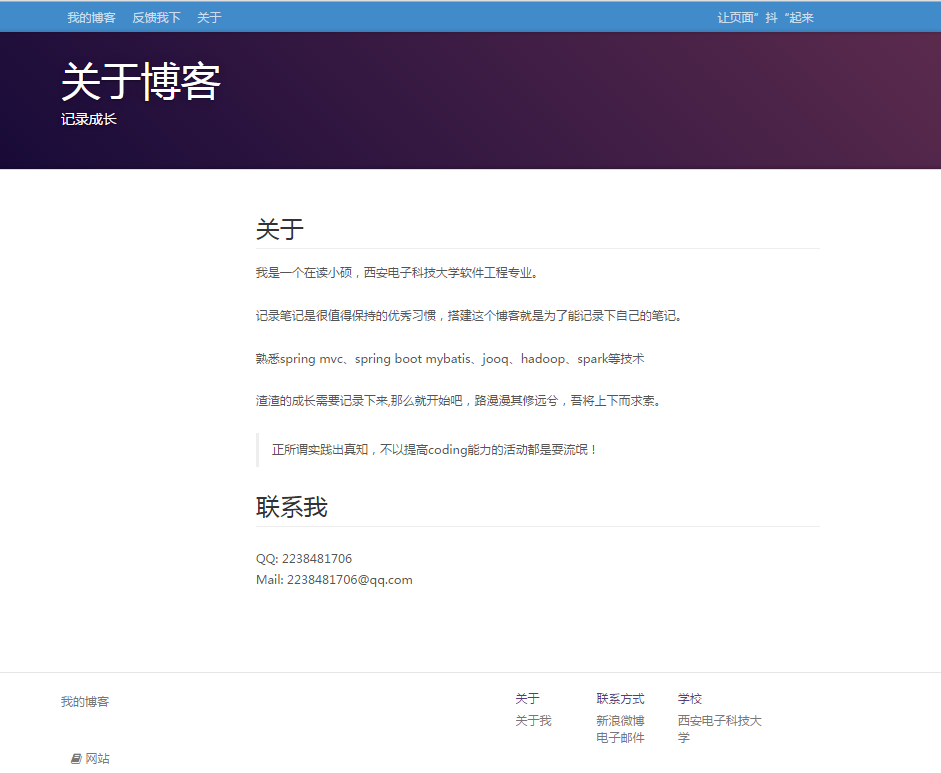 我的博客 反馈我下 关于 让页面”抖“起来
关于博客
记录成长
关于
我是一个在读小硕，西安电子科技大学软件工程专业。
记录笔记是很值得保持的优秀习惯，搭建这个博客就是为了能记录下自己的笔记。
熟悉spring mvc、spring boot mybatis、jooq、hadoop、spark等技术
渣渣的成长需要记录下来,那么就开始吧，路漫漫其修远兮，吾将上下而求索。
正所谓实践出真知，不以提高coding能力的活动都是耍流氓！
联系我
QQ: 2238481706
Mail: 2238481706@qq.com
我的博客 关于 联系方式 学校
关于我 新浪微博 西安电子科技大
电子邮件 学
网站